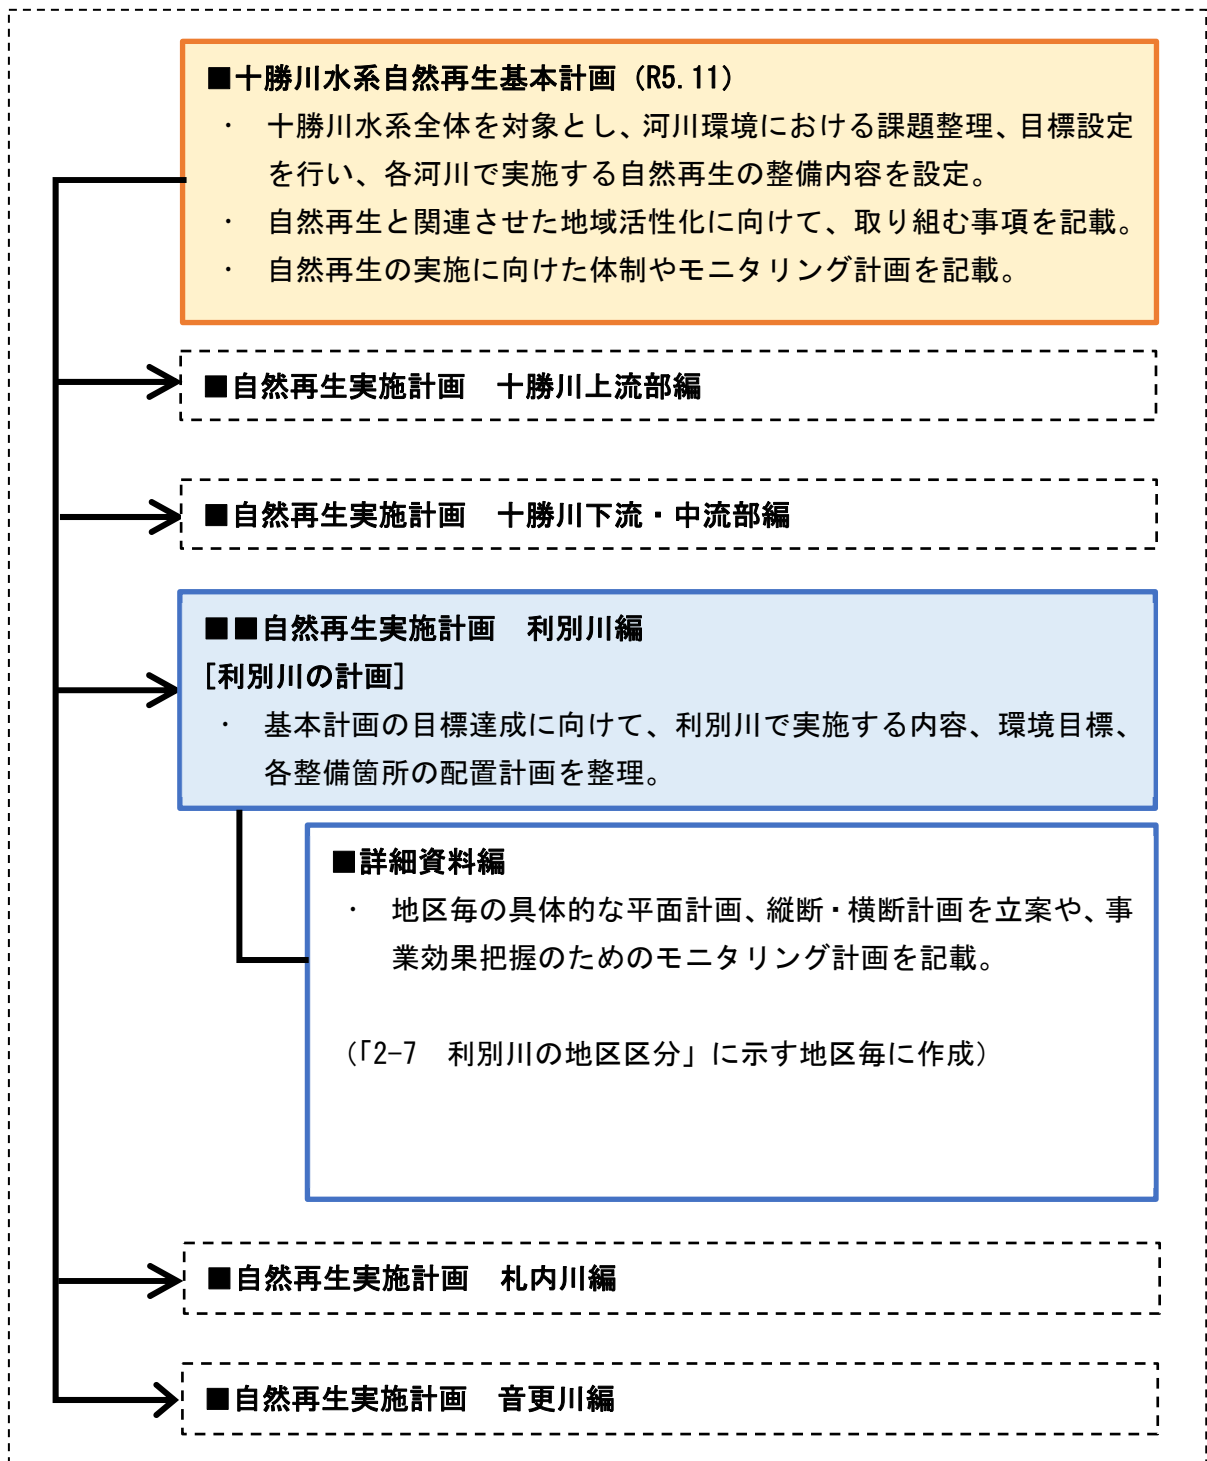 ■十勝川水系自然再生基本計画（R5.11）
・ 十勝川水系全体を対象とし、河川環境における課題整理、目標設定
を行い、各河川で実施する自然再生の整備内容を設定。
・ 自然再生と関連させた地域活性化に向けて、取り組む事項を記載。
・ 自然再生の実施に向けた体制やモニタリング計画を記載。
■自然再生実施計画　十勝川上流部編
■自然再生実施計画　十勝川下流・中流部編
■■自然再生実施計画　利別川編
[利別川の計画]
・ 基本計画の目標達成に向けて、利別川で実施する内容、環境目標、
各整備箇所の配置計画を整理。
■詳細資料編
・ 地区毎の具体的な平面計画、縦断・横断計画を立案や、事
業効果把握のためのモニタリング計画を記載。
（「2-7　利別川の地区区分」に示す地区毎に作成）
■自然再生実施計画　札内川編
■自然再生実施計画　音更川編